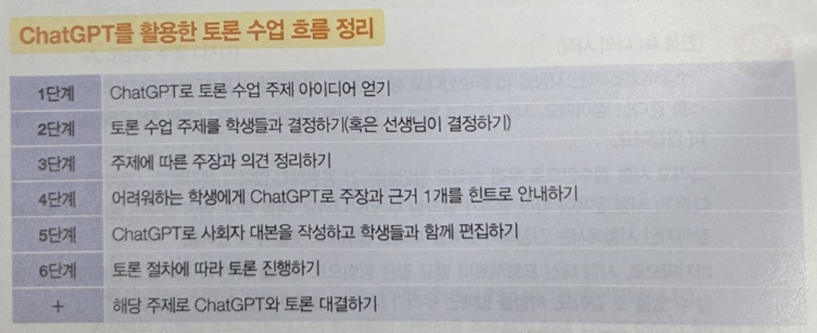 ChatGPT를 활용한 토론 수업 흐름 정리
1단계 ChatGPT로 토론 수업 주제 아이디어 얻기
2단계 토론 수업 주제를 학생들과 결정하기(혹은 선생님이 결정하기)
3단계 주제에 따른 주장과 의견 정리하기
4단계 어려워하는 학생에게 ChatGPT로 주장과 근거 1개를 힌트로 안내하기
5단계 ChatGPT로 사회자 대본을 작성하고 학생들과 함께 편집하기
6단계 토론 절차에 따라 토론 진행하기
+ 해당 주제로 ChatGPT와 토론 대결하기